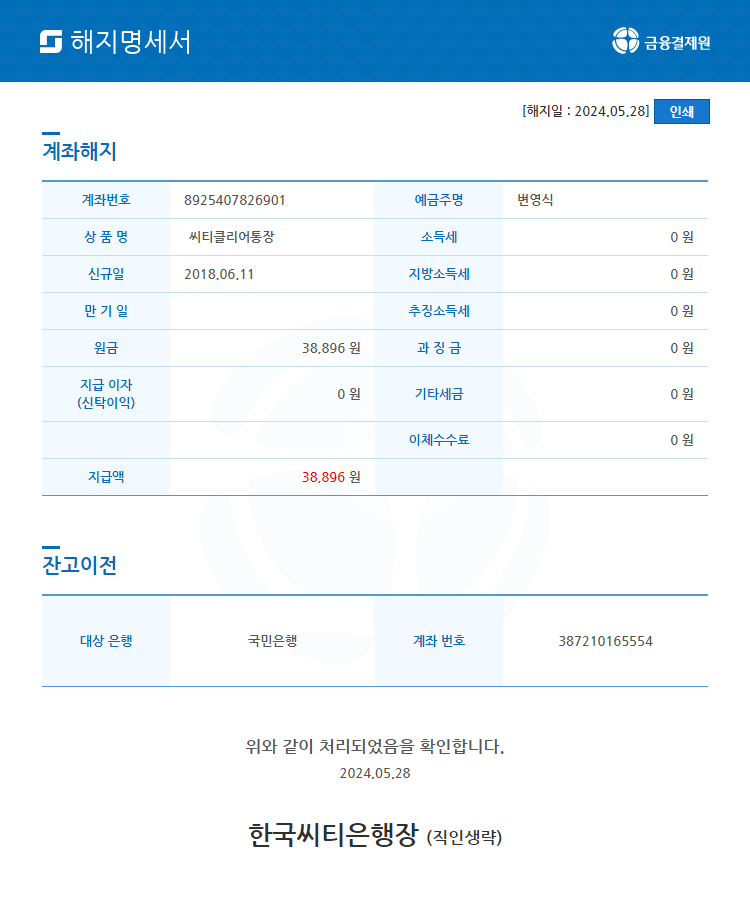 해지명세서
금융결제원
[해지일 : 2024.05.28] 인쇄
계좌해지
계좌번호 8925407826901 예금주명 변영식
상 품 명 씨티클리어통장 소득세 0 원
신규일 2018.06.11 지방소득세 0 원
만 기 일 추징소득세 0 원
원금 38,896 원 과 징 금 0 원
지급 이자
(신탁이익) 0 원 기타세금 0 원
이체수수료 0 원
지급액 38,896 원
잔고이전
대상 은행 국민은행 계좌 번호 387210165554
위와 같이 처리되었음을 확인합니다.
2024.05.28
한국씨티은행장 (직인생략)